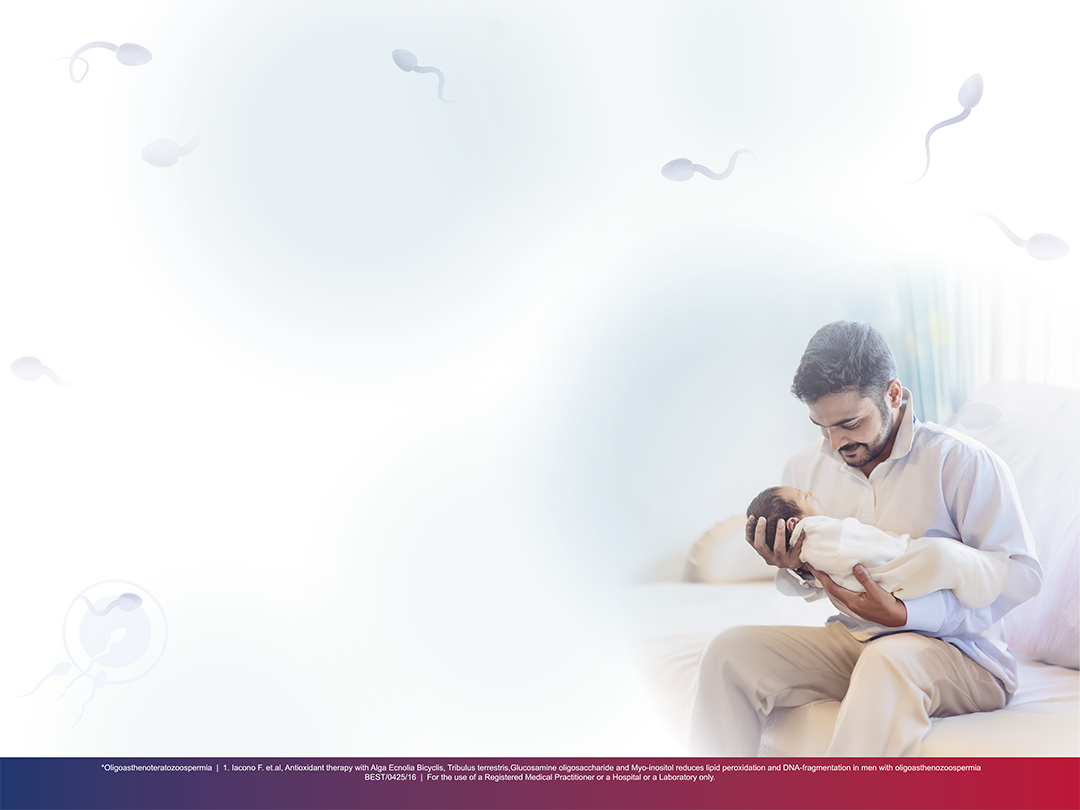 *Oligoasthenoteratozoospermia | 1. Iacono F. et.al, Antioxidant therapy with Alga Ecnolia Bicyclis, Tribulus terrestris,Glucosamine oligosaccharide and Myo-inositol reduces lipid peroxidation and DNA-fragmentation in men with oligoasthenozoospermia
BEST/0425/16 | For the use of a Registered Medical Practitioner or a Hospital or a Laboratory only.